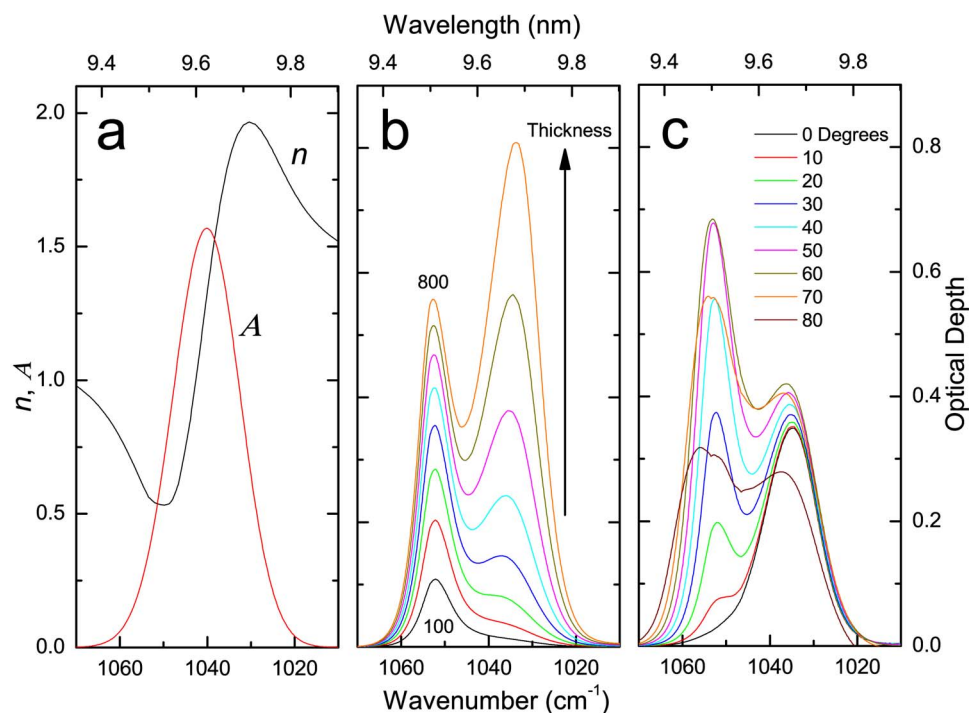 Wavelength (nm)
9.4 9.6 9.8 9.4 9.6 9.8 9.4 9.6 9.8
a b c
n
A
Thickness
800
100
0 Degrees
10
20
30
40
50
60
70
80
2.0
1.5
1.0
0.5
0.0
n, A
0.8
0.6
0.4
0.2
0.0
Optical Depth
1060 1040 1020 1060 1040 1020 1060 1040 1020
Wavenumber (cm⁻¹)